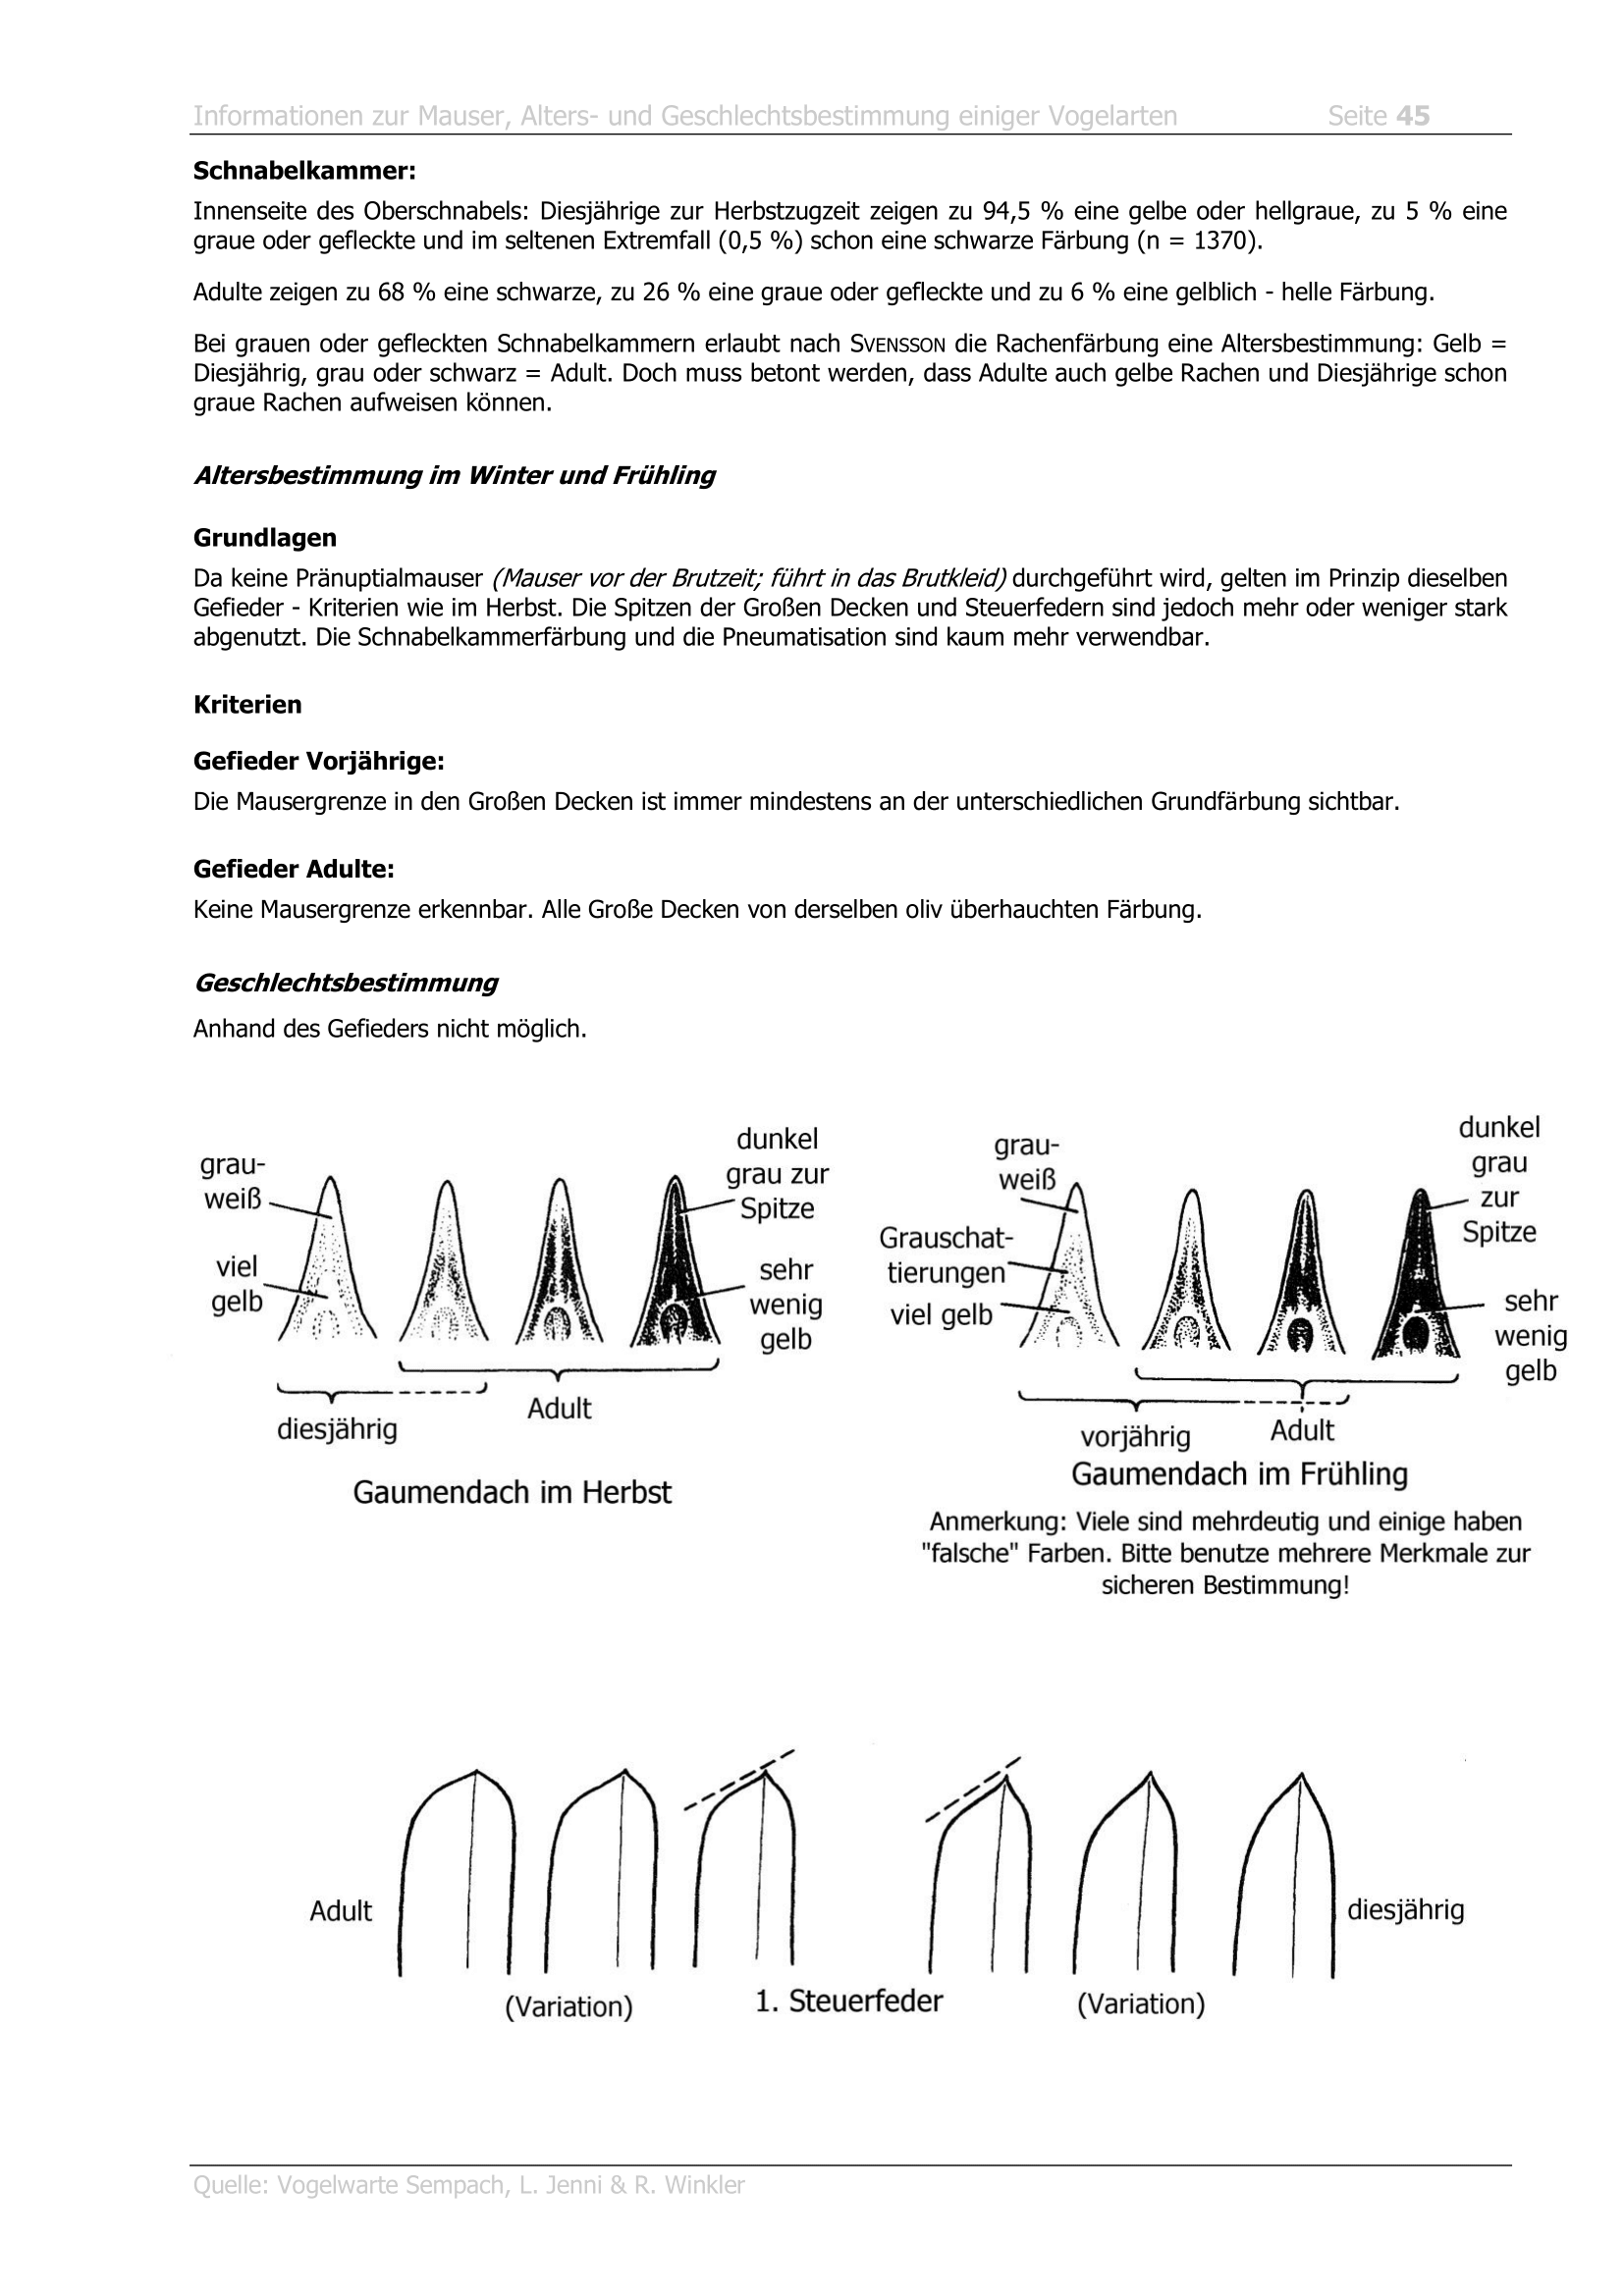 Informationen zur Mauser, Alters- und Geschlechtsbestimmung einiger Vogelarten Seite 45
Schnabelkammer:
Innenseite des Oberschnabels: Diesjährige zur Herbstzugzeit zeigen zu 94,5 % eine gelbe oder hellgraue, zu 5 % eine
graue oder gefleckte und im seltenen Extremfall (0,5 %) schon eine schwarze Färbung (n = 1370).
Adulte zeigen zu 68 % eine schwarze, zu 26 % eine graue oder gefleckte und zu 6 % eine gelblich - helle Färbung.
Bei grauen oder gefleckten Schnabelkammern erlaubt nach SVENSSON die Rachenfärbung eine Altersbestimmung: Gelb =
Diesjährig, grau oder schwarz = Adult. Doch muss betont werden, dass Adulte auch gelbe Rachen und Diesjährige schon
graue Rachen aufweisen können.
Altersbestimmung im Winter und Frühling
Grundlagen
Da keine Pränuptialmauser (Mauser vor der Brutzeit; führt in das Brutkleid) durchgeführt wird, gelten im Prinzip dieselben
Gefieder - Kriterien wie im Herbst. Die Spitzen der Großen Decken und Steuerfedern sind jedoch mehr oder weniger stark
abgenutzt. Die Schnabelkammerfärbung und die Pneumatisation sind kaum mehr verwendbar.
Kriterien
Gefieder Vorjährige:
Die Mausergrenze in den Großen Decken ist immer mindestens an der unterschiedlichen Grundfärbung sichtbar.
Gefieder Adulte:
Keine Mausergrenze erkennbar. Alle Große Decken von derselben oliv überhauchten Färbung.
Geschlechtsbestimmung
Anhand des Gefieders nicht möglich.
grau-
weiß
viel
gelb
dunkel
grau zur
Spitze
sehr
wenig
gelb
Adult
diesjährig
Gaumendach im Herbst
grau-
weiß
Grauschat-
tierungen
viel gelb
dunkel
grau
zur
Spitze
sehr
wenig
gelb
vorjährig
Adult
Gaumendach im Frühling
Anmerkung: Viele sind mehrdeutig und einige haben
"falsche" Farben. Bitte benutze mehrere Merkmale zur
sicheren Bestimmung!
Adult
diesjährig
(Variation)
1. Steuerfeder
(Variation)
Quelle: Vogelwarte Sempach, L. Jenni & R. Winkler